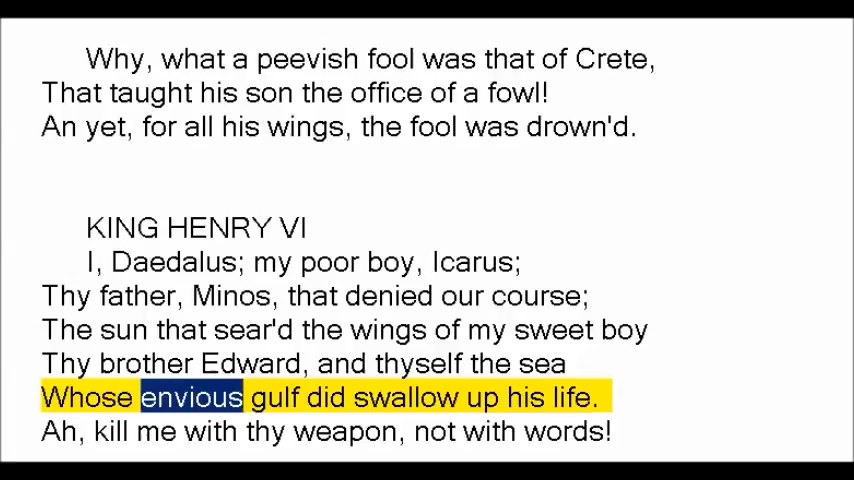 Why, what a peevish fool was that of Crete,
That taught his son the office of a fowl!
An yet, for all his wings, the fool was drown'd.
KING HENRY VI
I, Daedalus; my poor boy, Icarus;
Thy father, Minos, that denied our course;
The sun that sear'd the wings of my sweet boy
Thy brother Edward, and thyself the sea
Whose envious gulf did swallow up his life.
Ah, kill me with thy weapon, not with words!